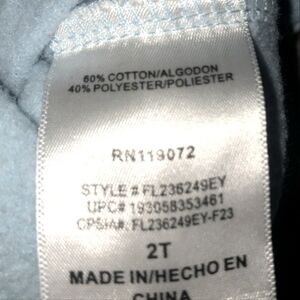 60% COTTON/ALGODON
40% POLYESTER/POLIESTER
RN119072
STYLE # FL236249EY
UPC# 193058353461
CPSIA#. FL236249EY-F23
2T
MADE IN/HECHO EN
CHINA